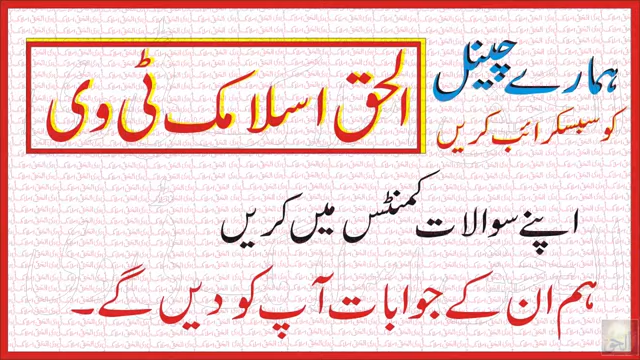 ہمارے چینل
کو سبسکرائب کریں
الحق اسلامک ٹی وی
اپنے سوالات کمنٹس میں کریں
ہم ان کے جوابات آپ کو دیں گے۔